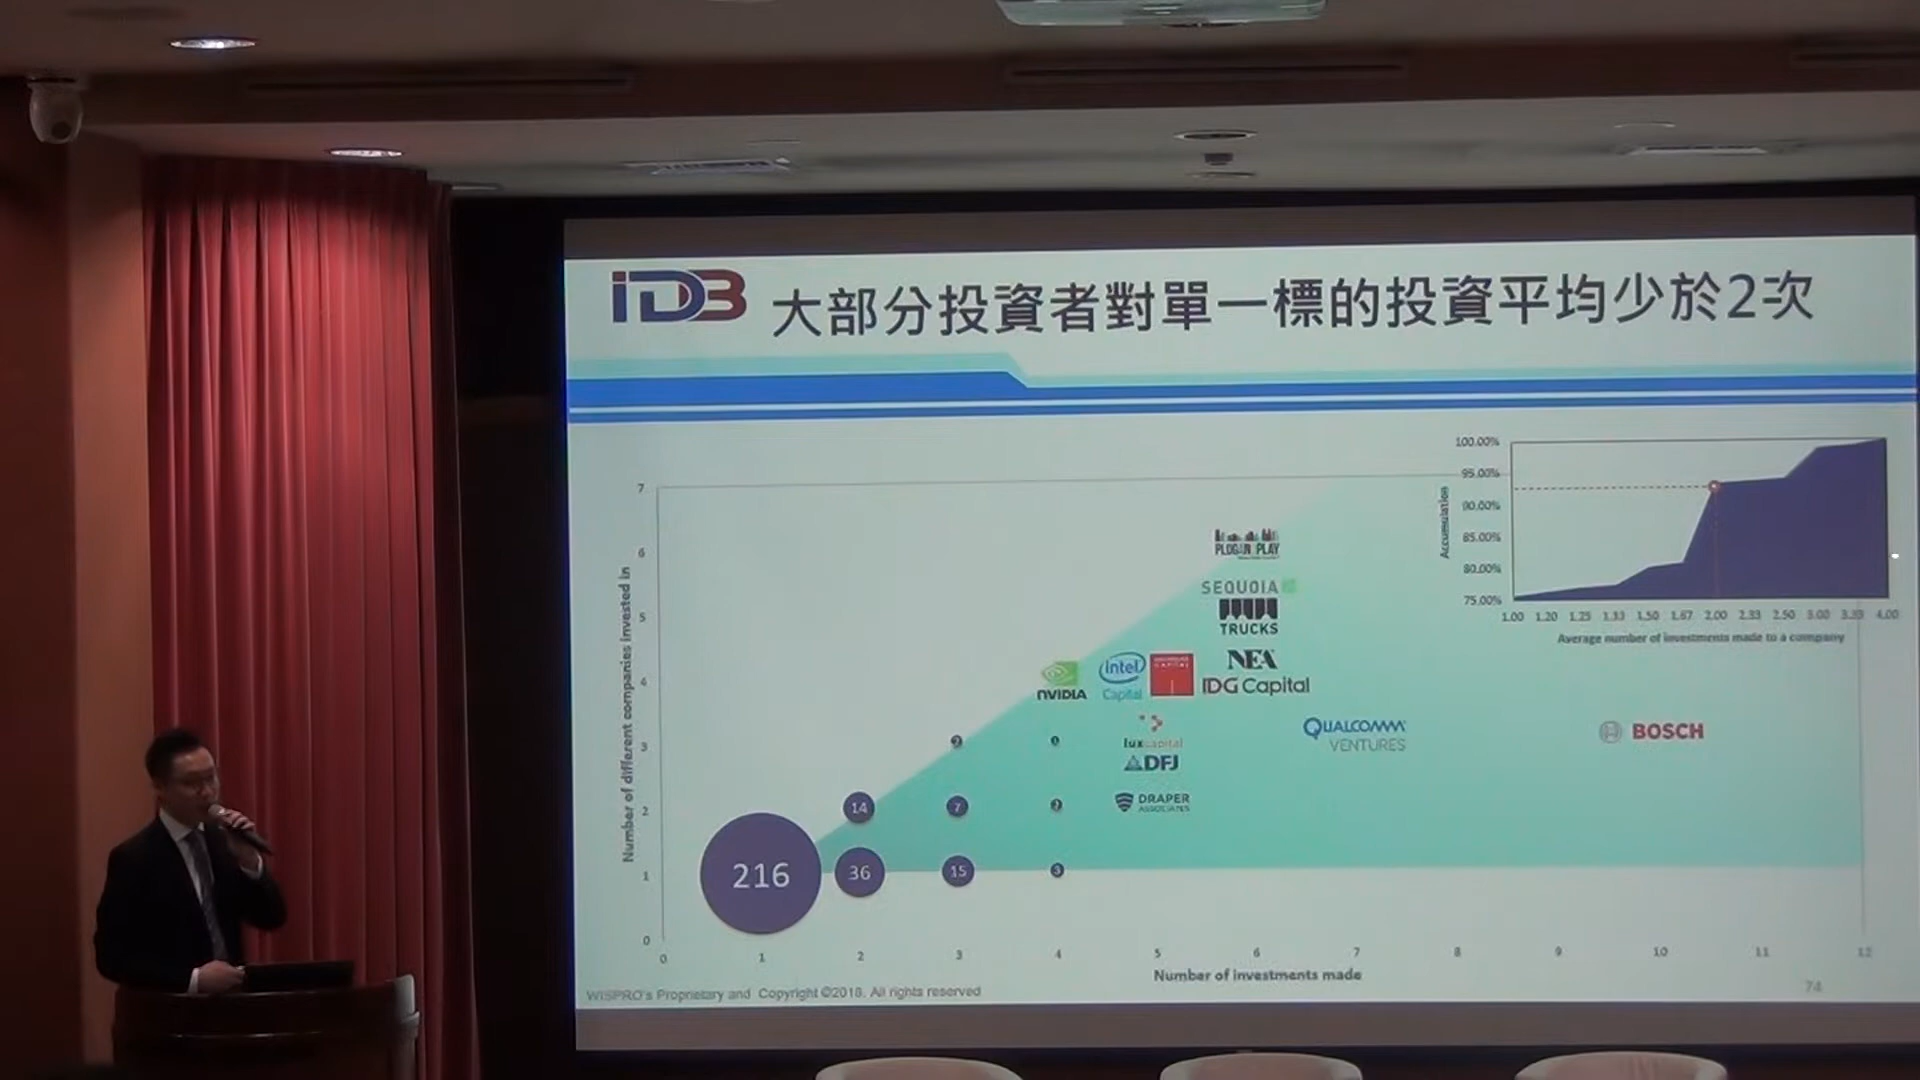 iDB 大部分投資者對單一標的投資平均少於2次
100.00%
95.00%
90.00%
85.00%
80.00%
75.00%
Accumulation
1.00 1.20 1.25 1.33 1.50 1.67 2.00 2.33 2.50 3.00 3.33 4.00
Average number of investments made to a company
Number of different companies invested in
7
6
5
4
3
2
1
0
PLUG AND PLAY
SEQUOIA
TRUCKS
NVIDIA
intel
Capital
CAPITAL
NEA
IDG Capital
lux capital
DFJ
QUALCOMM
VENTURES
BOSCH
DRAPER
ASSOCIATES
2 1
14 7 2
216 36 15 3
0 1 2 3 4 5 6 7 8 9 10 11 12
Number of investments made
WISPRO's Proprietary and Copyright ©2018. All rights reserved
74